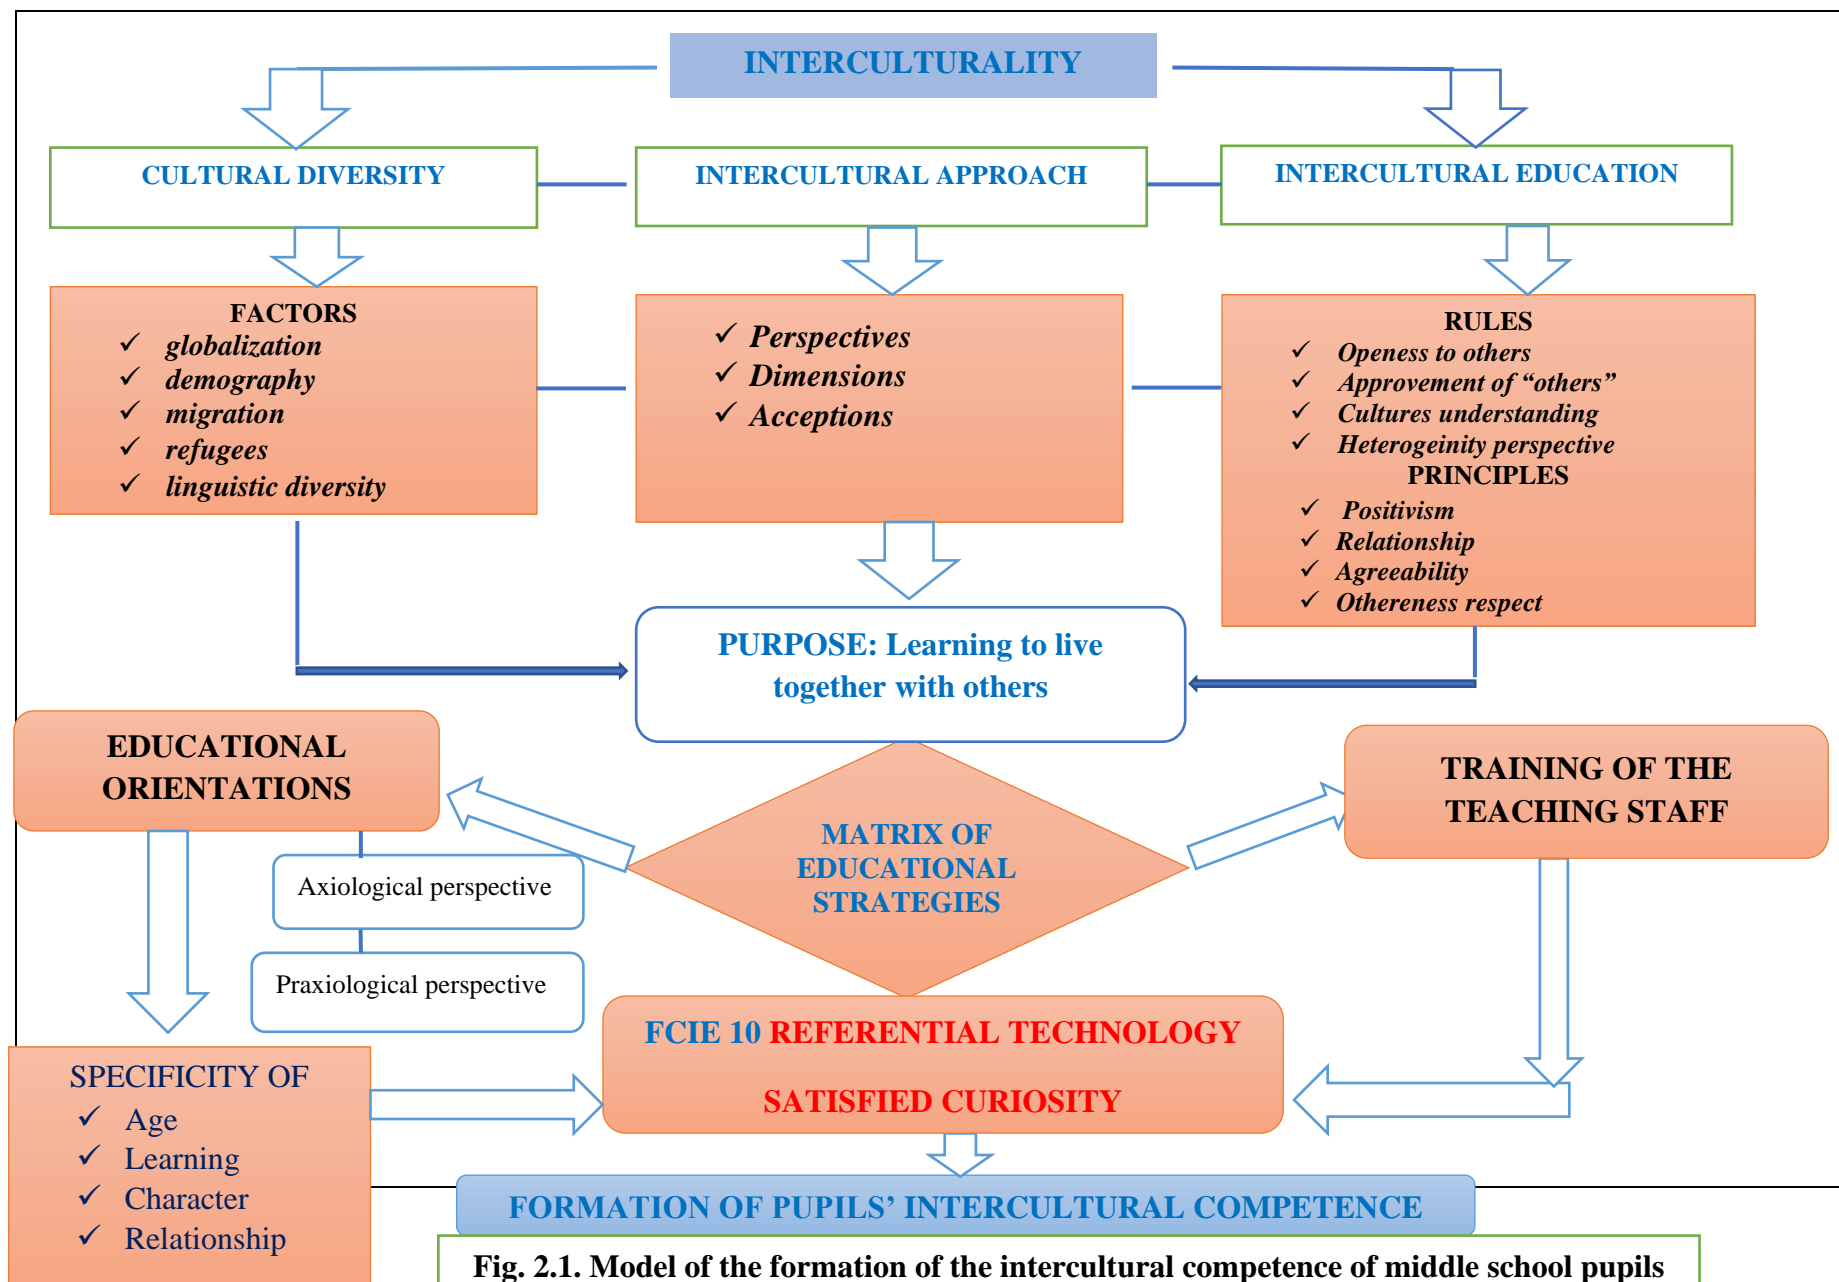 INTERCULTURALITY
CULTURAL DIVERSITY
INTERCULTURAL APPROACH
INTERCULTURAL EDUCATION
FACTORS
✓ globalization
✓ demography
✓ migration
✓ refugees
✓ linguistic diversity
✓ Perspectives
✓ Dimensions
✓ Acceptions
RULES
✓ Openess to others
✓ Approvement of “others”
✓ Cultures understanding
✓ Heterogeinity perspective
PRINCIPLES
✓ Positivism
✓ Relationship
✓ Agreeability
✓ Othereness respect
PURPOSE: Learning to live
together with others
EDUCATIONAL
ORIENTATIONS
MATRIX OF
EDUCATIONAL
STRATEGIES
TRAINING OF THE
TEACHING STAFF
Axiological perspective
Praxiological perspective
SPECIFICITY OF
✓ Age
✓ Learning
✓ Character
✓ Relationship
FCIE 10 REFERENTIAL TECHNOLOGY
SATISFIED CURIOSITY
FORMATION OF PUPILS’ INTERCULTURAL COMPETENCE
Fig. 2.1. Model of the formation of the intercultural competence of middle school pupils